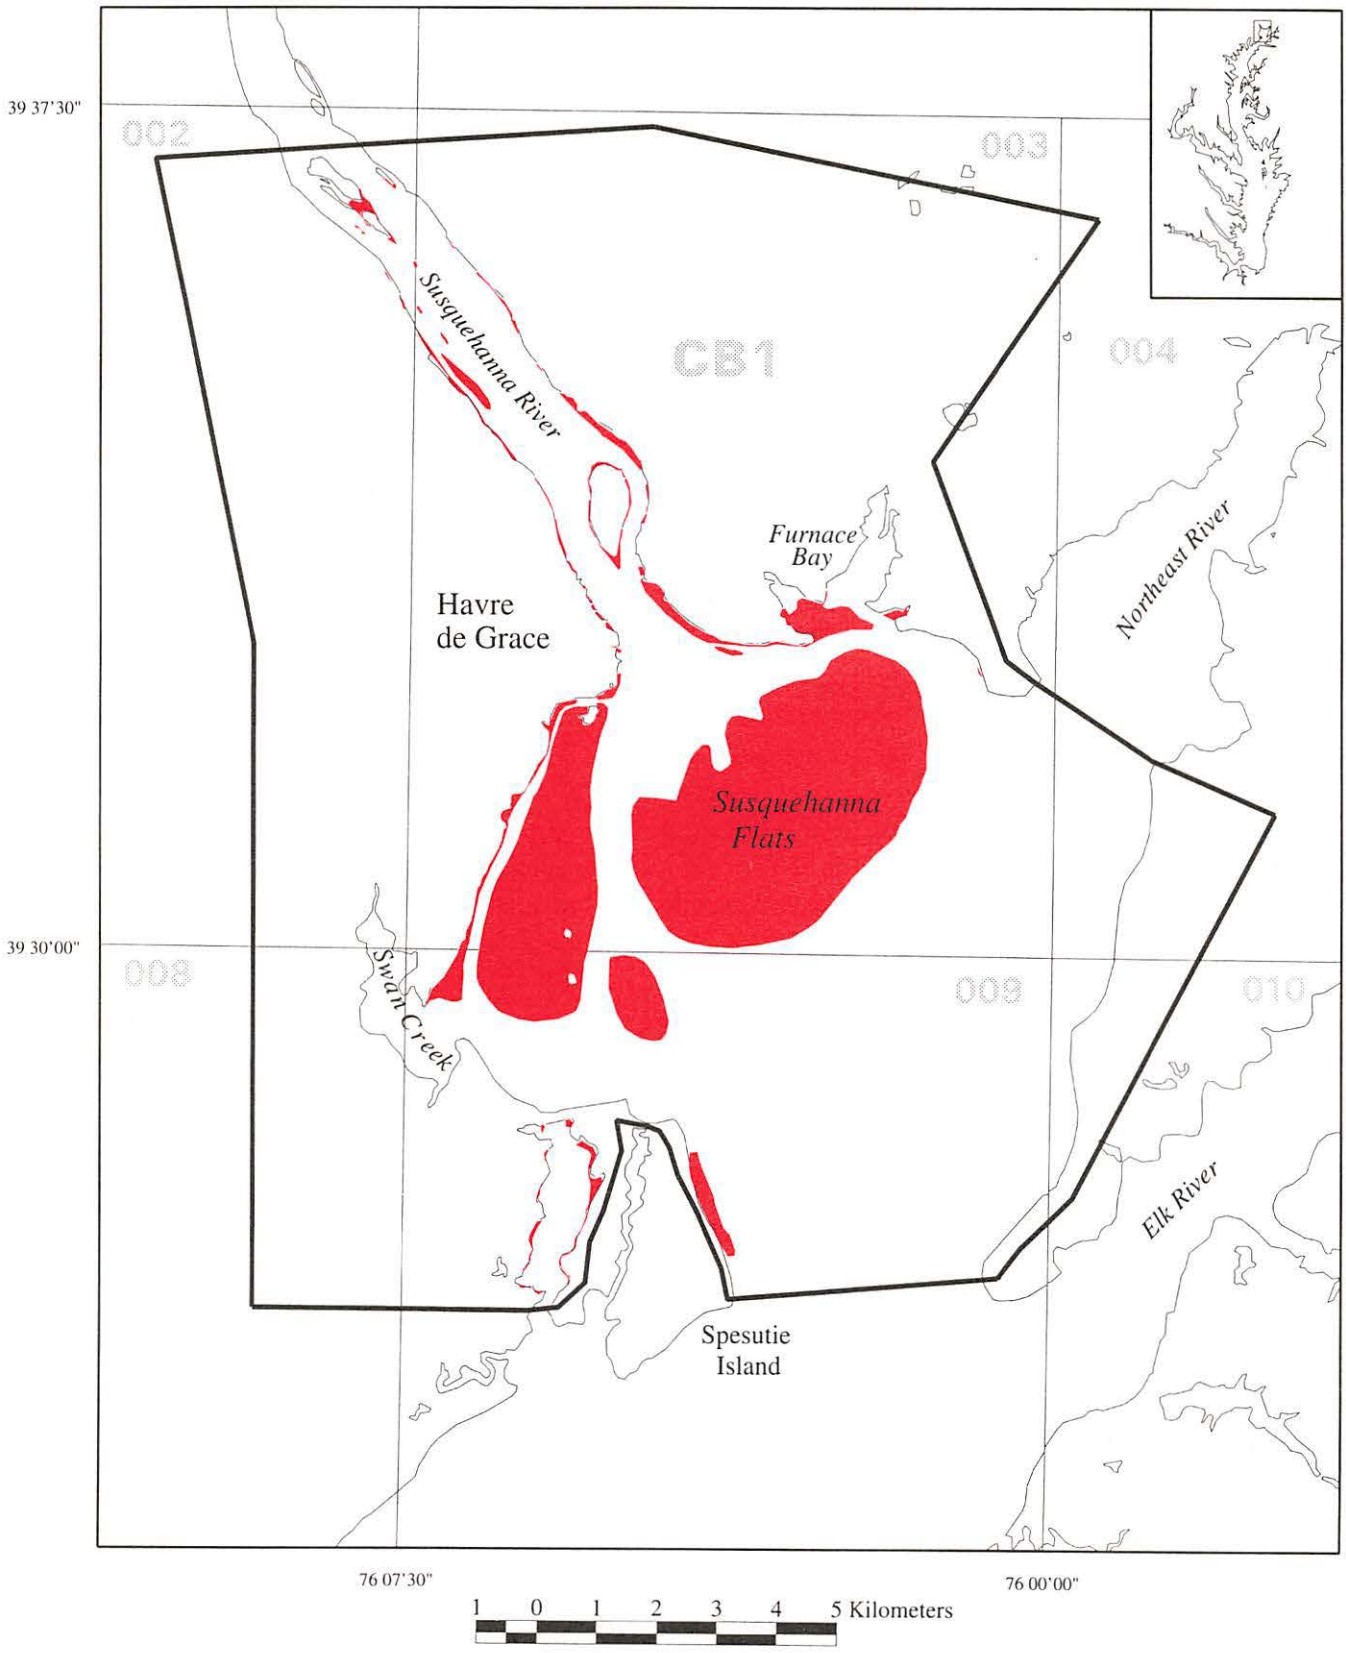 39 37'30"
002
003
Susquehanna River
CB1
004
Furnace
Bay
Northeast River
Havre
de Grace
Susquehanna
Flats
39 30'00"
008
Swan Creek
009
010
Elk River
Spesutie
Island
76 07'30"
76 00'00"
1 0 1 2 3 4 5 Kilometers